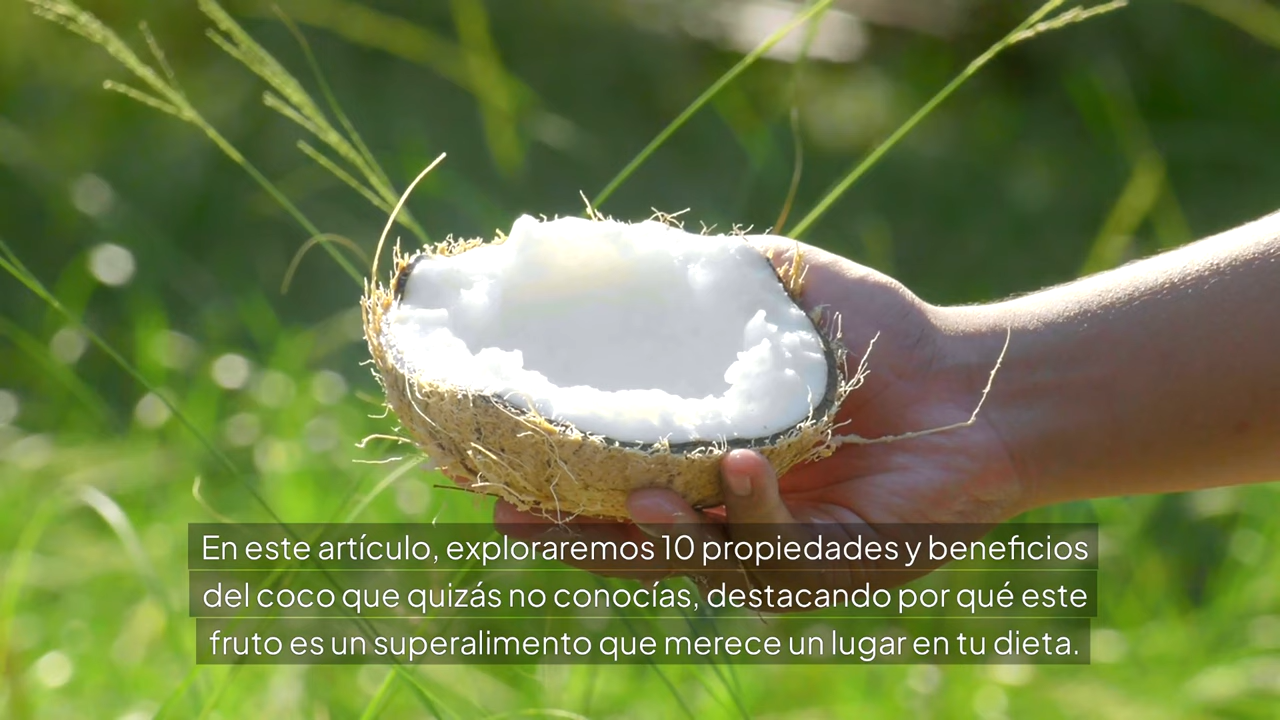 En este artículo, exploraremos 10 propiedades y beneficios
del coco que quizás no conocías, destacando por qué este
fruto es un superalimento que merece un lugar en tu dieta.